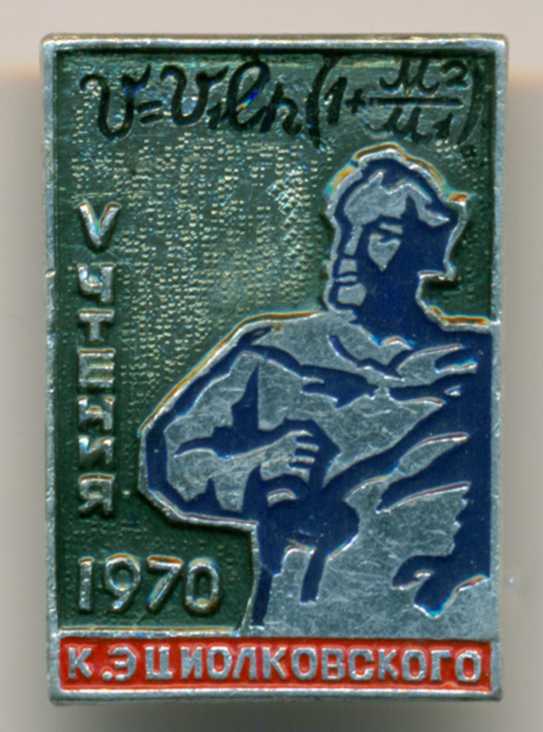 V=V₁ln(1+M2/M1)
V ЧТЕНИЯ
1970
К.Э ЦИОЛКОВСКОГО